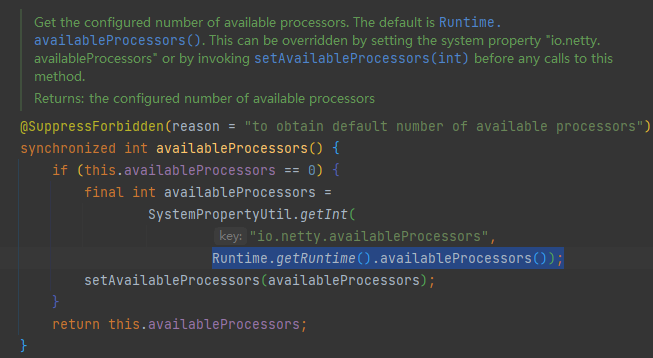 Get the configured number of available processors. The default is Runtime.
availableProcessors(). This can be overridden by setting the system property "io.netty.
availableProcessors" or by invoking setAvailableProcessors(int) before any calls to this
method.
Returns: the configured number of available processors
@SuppressForbidden(reason = "to obtain default number of available processors")
synchronized int availableProcessors() {
if (this.availableProcessors == 0) {
final int availableProcessors =
SystemPropertyUtil.getInt(
key: "io.netty.availableProcessors",
Runtime.getRuntime().availableProcessors());
setAvailableProcessors(availableProcessors);
}
return this.availableProcessors;
}